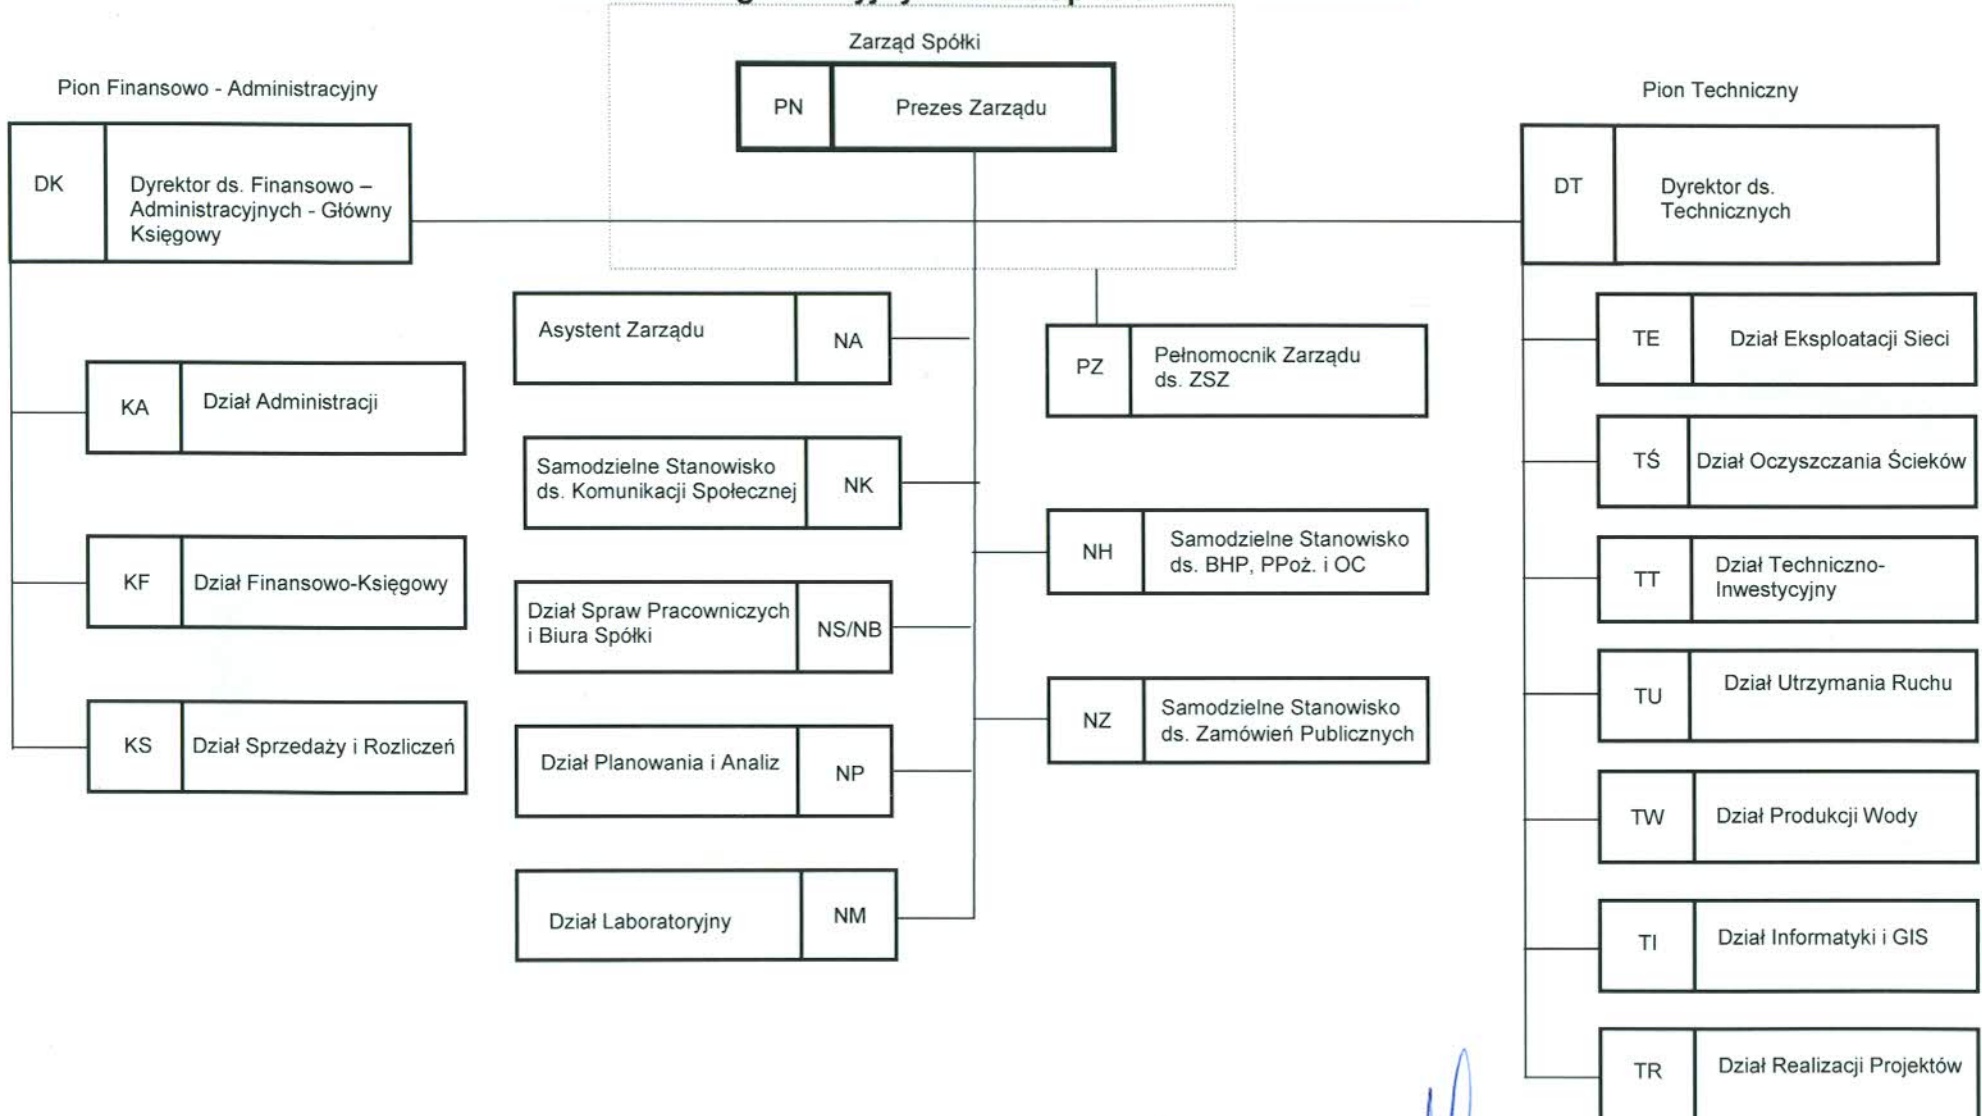 Zarząd Spółki
PN
Prezes Zarządu
Pion Finansowo - Administracyjny
DK
Dyrektor ds. Finansowo –
Administracyjnych - Główny
Księgowy
KA
Dział Administracji
KF
Dział Finansowo-Księgowy
KS
Dział Sprzedaży i Rozliczeń
Asystent Zarządu
NA
Samodzielne Stanowisko
ds. Komunikacji Społecznej
NK
Dział Spraw Pracowniczych
i Biura Spółki
NS/NB
Dział Planowania i Analiz
NP
Dział Laboratoryjny
NM
PZ
Pełnomocnik Zarządu
ds. ZSZ
NH
Samodzielne Stanowisko
ds. BHP, PPoż. i OC
NZ
Samodzielne Stanowisko
ds. Zamówień Publicznych
Pion Techniczny
DT
Dyrektor ds.
Technicznych
TE
Dział Eksploatacji Sieci
TŚ
Dział Oczyszczania Ścieków
TT
Dział Techniczno-
Inwestycyjny
TU
Dział Utrzymania Ruchu
TW
Dział Produkcji Wody
TI
Dział Informatyki i GIS
TR
Dział Realizacji Projektów